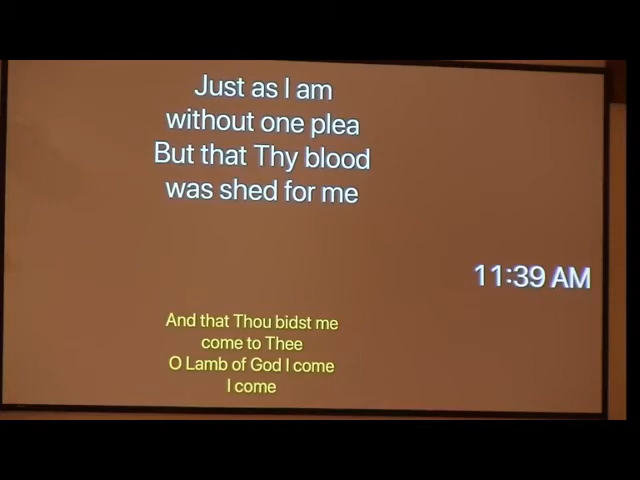 Just as I am
without one plea
But that Thy blood
was shed for me
11:39 AM
And that Thou bidst me
come to Thee
O Lamb of God I come
I come